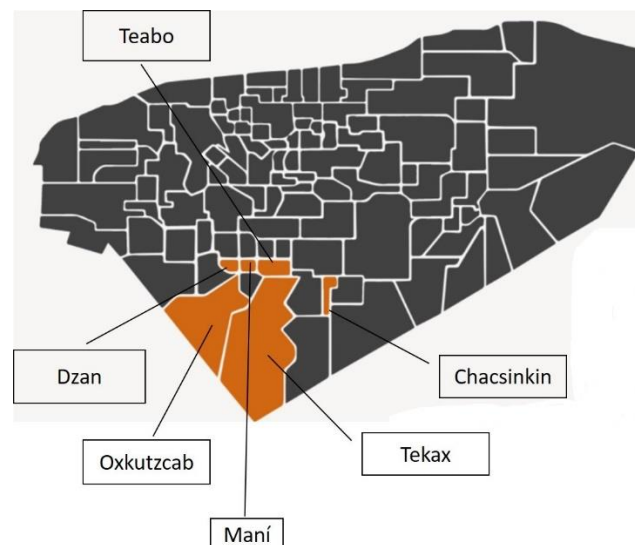 Teabo
Dzan
Chacsinkin
Oxkutzcab
Tekax
Maní